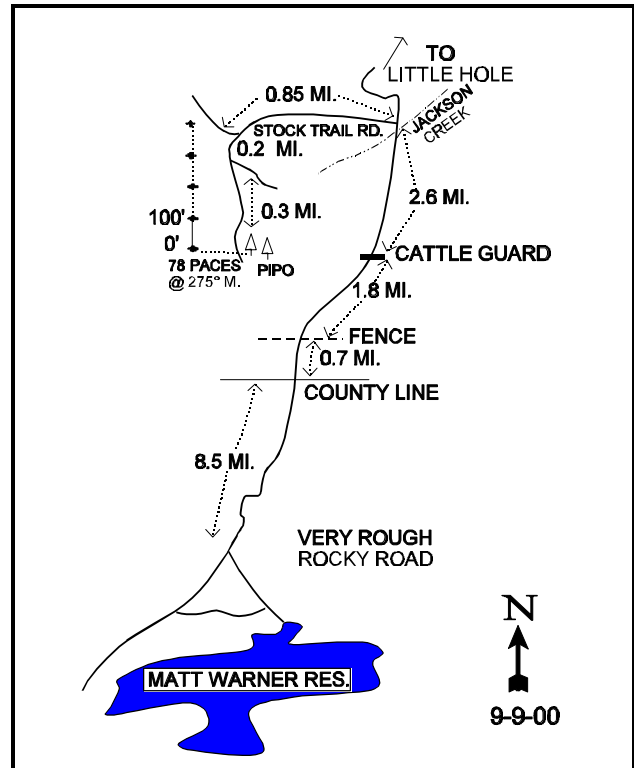 TO
LITTLE HOLE
0.85 MI.
JACKSON
CREEK
STOCK TRAIL RD.
0.2 MI.
2.6 MI.
0.3 MI.
100'
0'
78 PACES
@ 275° M.
PIPO
CATTLE GUARD
1.8 MI.
FENCE
0.7 MI.
COUNTY LINE
8.5 MI.
VERY ROUGH
ROCKY ROAD
N
MATT WARNER RES.
9-9-00